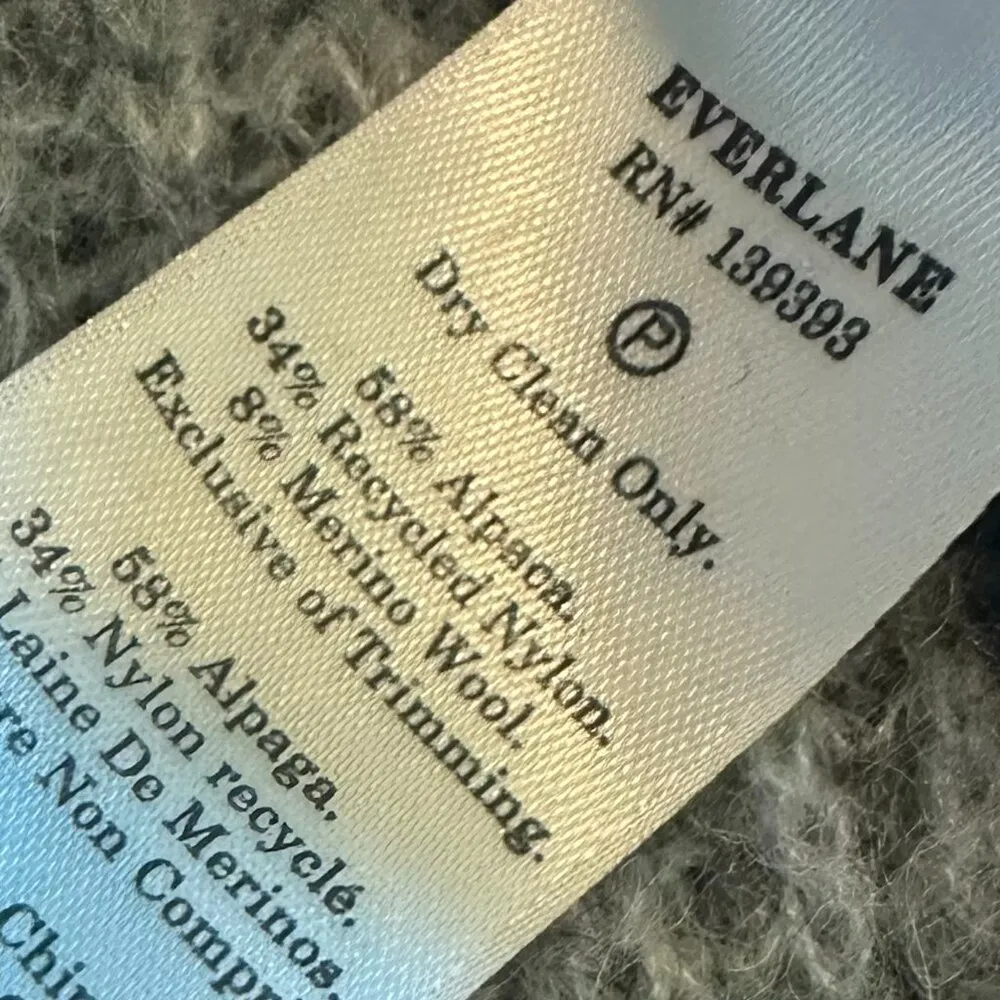 EVERLANE
RN# 139393
P
Dry Clean Only.
58% Alpaca,
34% Recycled Nylon,
8% Merino Wool.
Exclusive of Trimming.
58% Alpaga,
34% Nylon recyclé,
Laine De Merinos,
Non